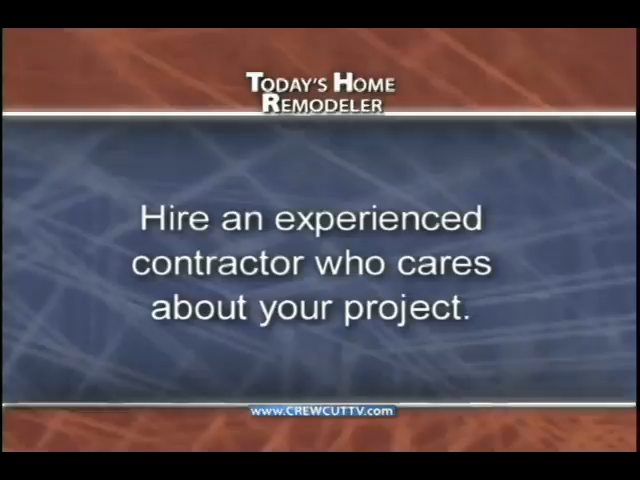 TODAY'S HOME
REMODELER
Hire an experienced
contractor who cares
about your project.
www.CREWCUTTV.com